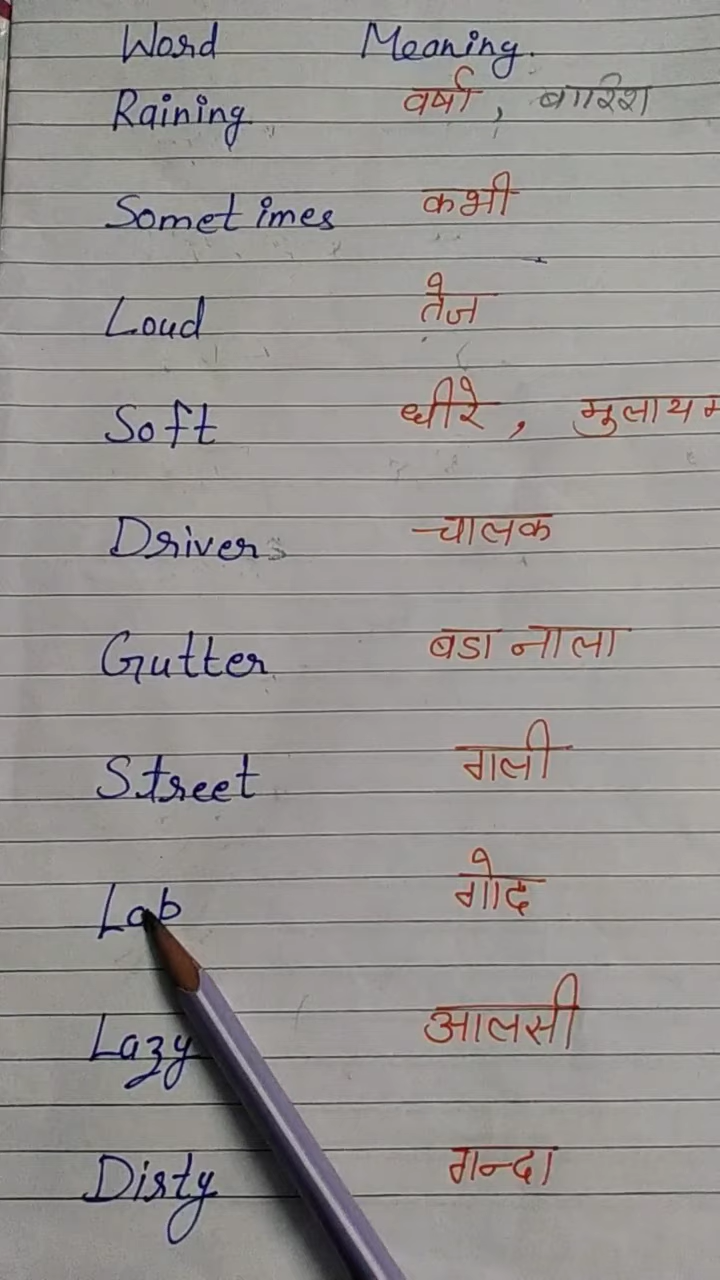 Word Meaning.
Raining वर्षा, बारिश
Sometimes कभी
Loud तेज
Soft धीरे, मुलायम
Driver चालक
Gutter बडा नाला
Street गली
Lab गोद
Lazy आलसी
Dirty गन्दा